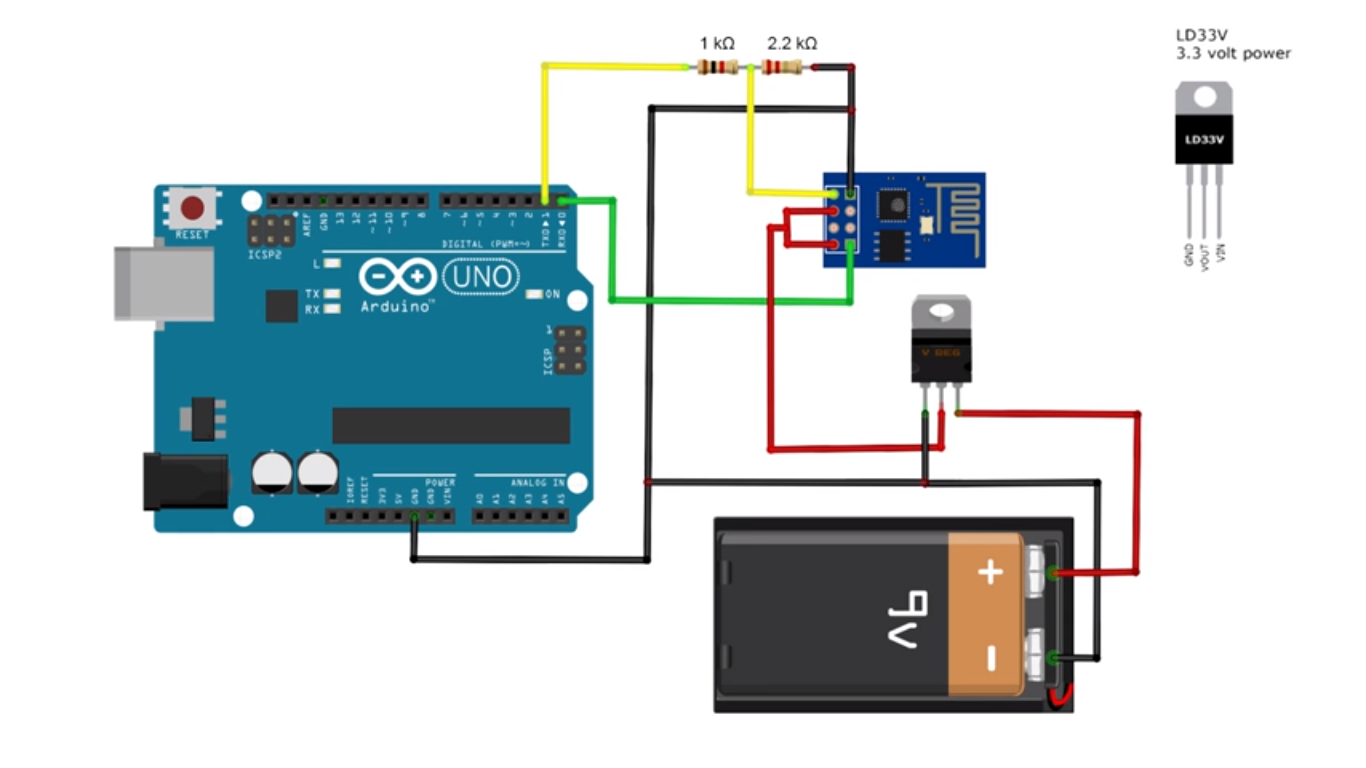 1 kΩ
2.2 kΩ
LD33V
3.3 volt power
LD33V
GND
VOUT
VIN
RESET
ICSP2
AREF
GND
13
12
~11
~10
~9
8
7
~6
~5
4
~3
2
TX0▶1
RX0◀0
DIGITAL (PWM=~)
L
TX
RX
UNO
ON
Arduino™
1
ICSP
V REG
POWER
ANALOG IN
IOREF
RESET
3V3
5V
GND
GND
VIN
A0
A1
A2
A3
A4
A5
+
9V
-